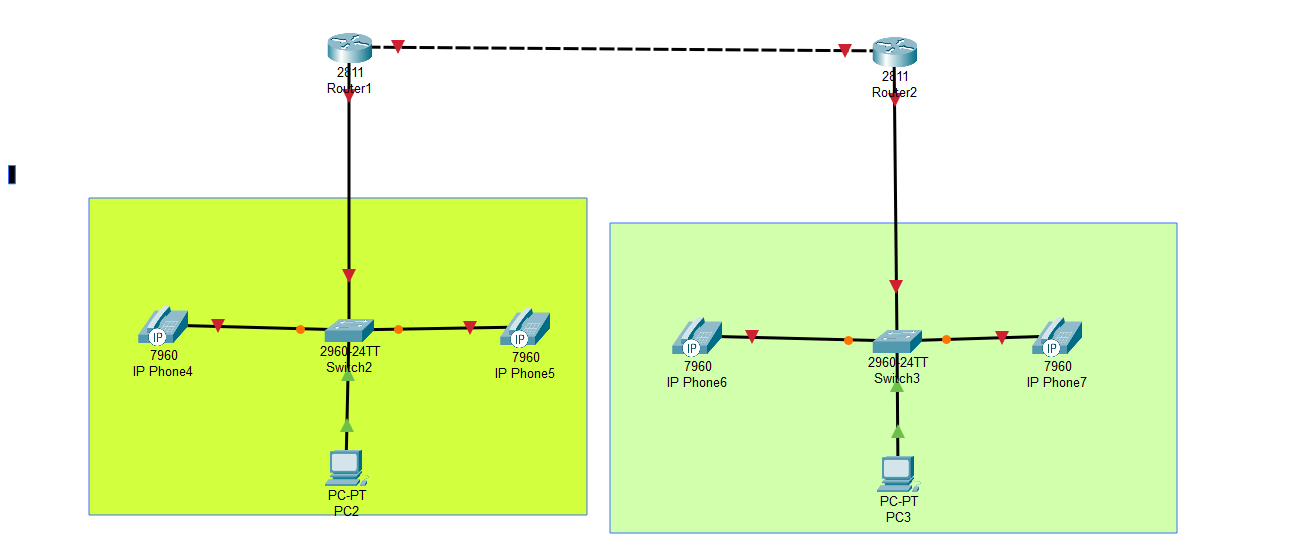 2811
Router1
2811
Router2
IP
7960
IP Phone4
2960-24TT
Switch2
IP
7960
IP Phone5
PC-PT
PC2
IP
7960
IP Phone6
2960-24TT
Switch3
IP
7960
IP Phone7
PC-PT
PC3